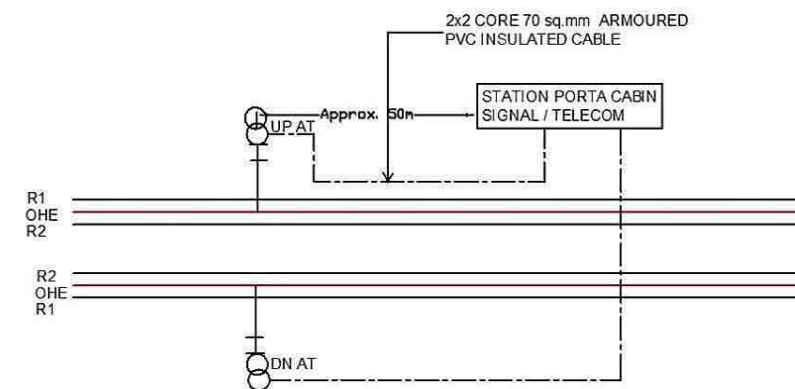 2x2 CORE 70 sq.mm ARMOURED
PVC INSULATED CABLE
STATION PORTA CABIN
SIGNAL / TELECOM
Approx. 50m
UP AT
R1
OHE
R2
R2
OHE
R1
DN AT